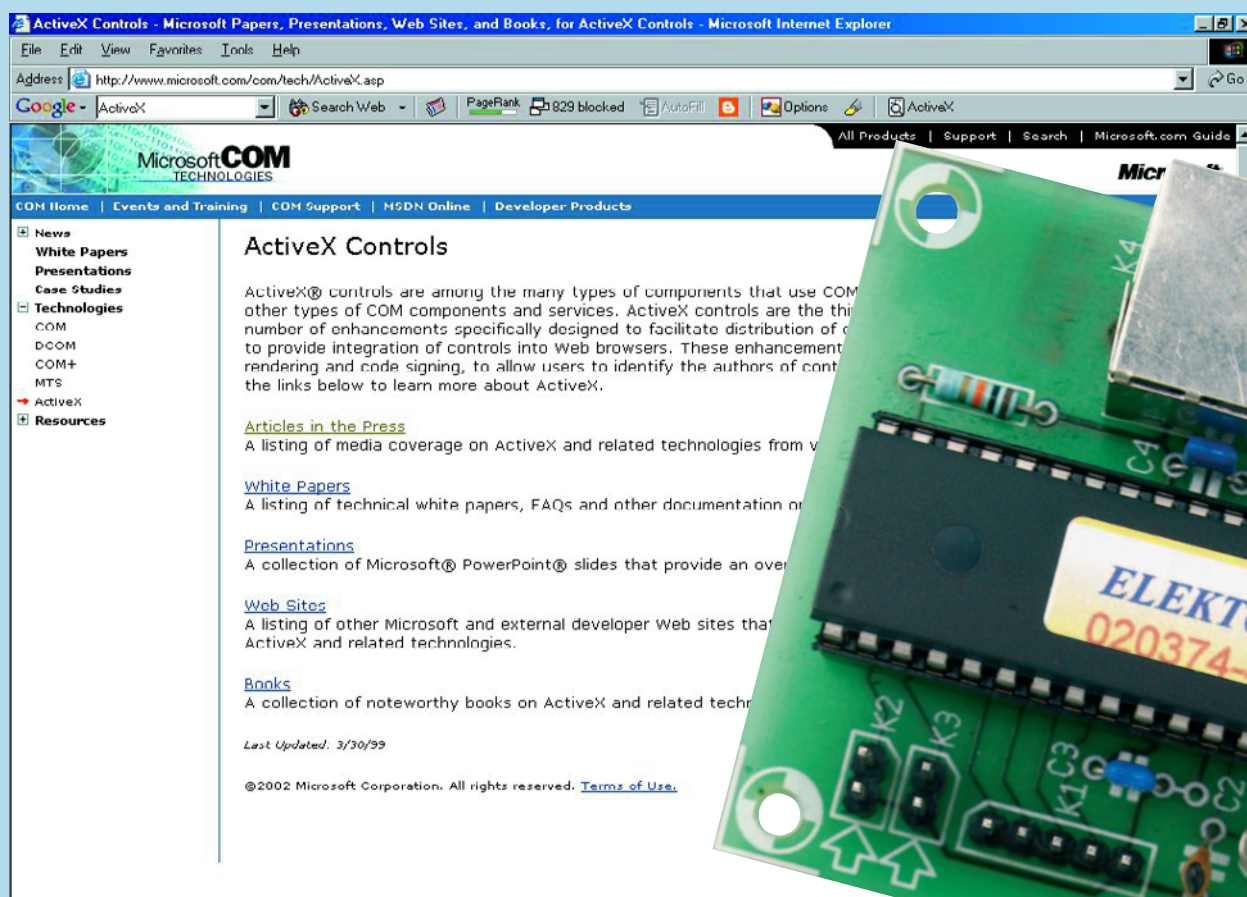 ActiveX Controls - Microsoft Papers, Presentations, Web Sites, and Books, for ActiveX Controls - Microsoft Internet Explorer
File Edit View Favorites Tools Help
Address http://www.microsoft.com/com/tech/ActiveX.asp Go
Google ActiveX Search Web PageRank 829 blocked AutoFill Options ActiveX
All Products | Support | Search | Microsoft.com Guide
Microsoft COM
TECHNOLOGIES
Micr
COM Home | Events and Training | COM Support | MSDN Online | Developer Products
News
White Papers
Presentations
Case Studies
Technologies
COM
DCOM
COM+
MTS
ActiveX
Resources
ActiveX Controls
ActiveX® controls are among the many types of components that use COM
other types of COM components and services. ActiveX controls are the
number of enhancements specifically designed to facilitate distribution of
to provide integration of controls into Web browsers. These enhancement
rendering and code signing, to allow users to identify the authors of
the links below to learn more about ActiveX.
Articles in the Press
A listing of media coverage on ActiveX and related technologies from
White Papers
A listing of technical white papers, FAQs and other documentation
Presentations
A collection of Microsoft® PowerPoint® slides that provide an
Web Sites
A listing of other Microsoft and external developer Web sites
ActiveX and related technologies.
Books
A collection of noteworthy books on ActiveX and related
Last Updated: 3/30/99
©2002 Microsoft Corporation. All rights reserved. Terms of Use.
K4
C4
ELEKT
020374-
K2
K3
C3
K1
C2